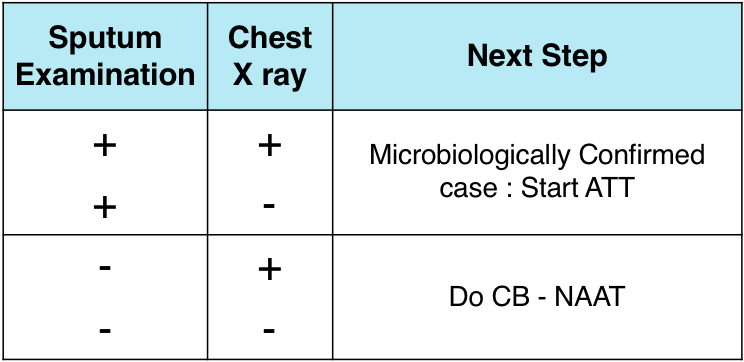 Sputum Examination
Chest X ray
Next Step
+ +
Microbiologically Confirmed
case : Start ATT
+ -
- +
Do CB - NAAT
- -